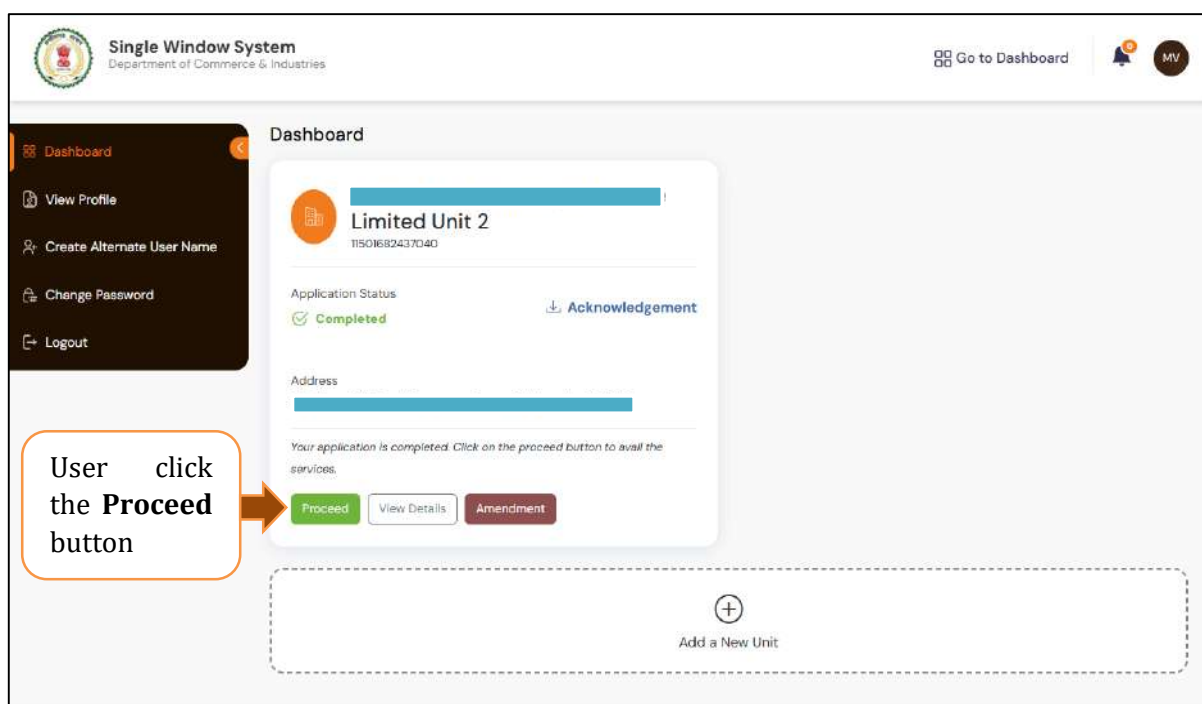 Single Window System
Department of Commerce & Industries
Go to Dashboard
0
MV
Dashboard
View Profile
Create Alternate User Name
Change Password
Logout
Dashboard
Limited Unit 2
11501682437040
Application Status
Completed
Acknowledgement
Address
Your application is completed. Click on the proceed button to avail the
services.
Proceed
View Details
Amendment
User click
the Proceed
button
Add a New Unit